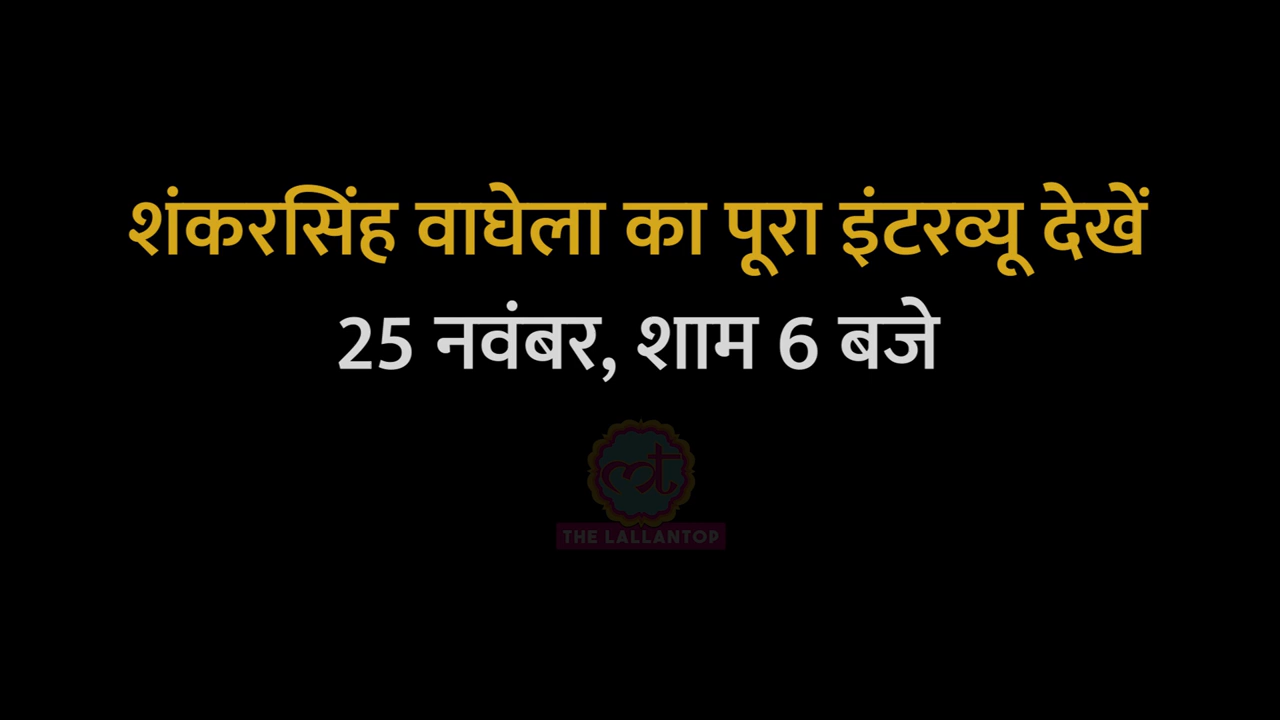 शंकरसिंह वाघेला का पूरा इंटरव्यू देखें
25 नवंबर, शाम 6 बजे
THE LALLANTOP